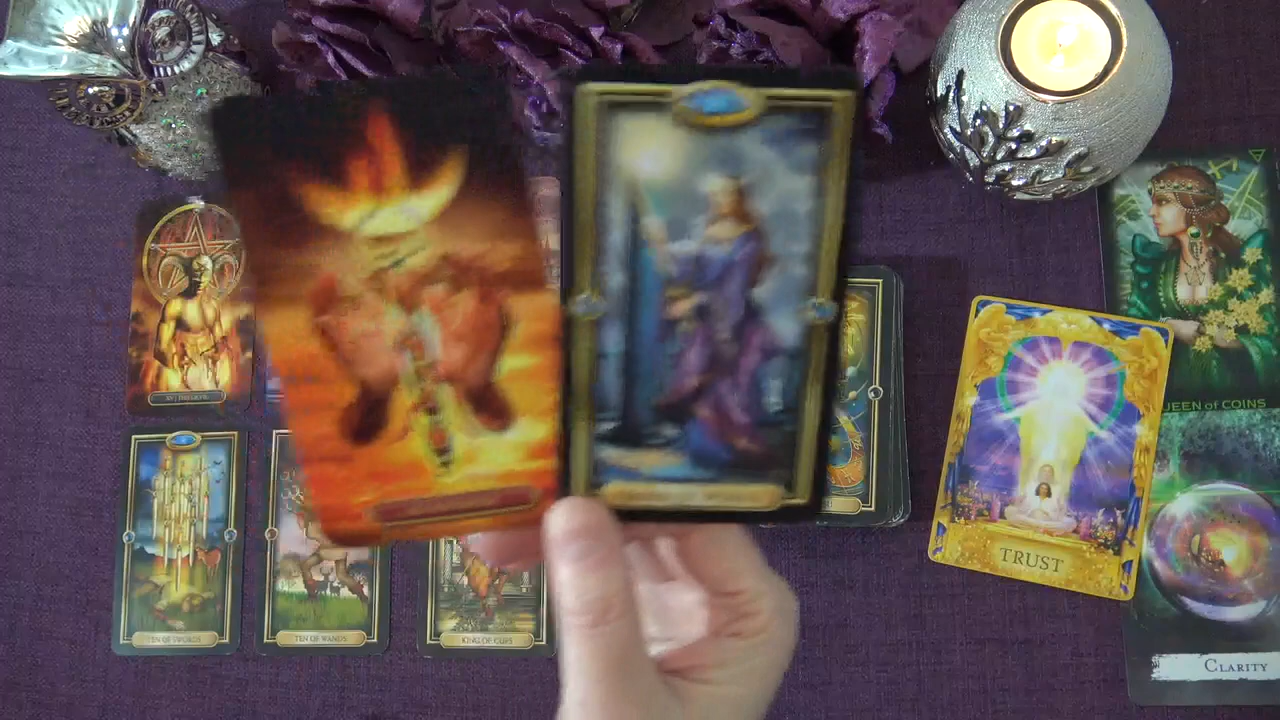 XV | THE DEVIL
QUEEN of COINS
TRUST
TEN OF SWORDS
TEN OF WANDS
KING OF CUPS
CLARITY